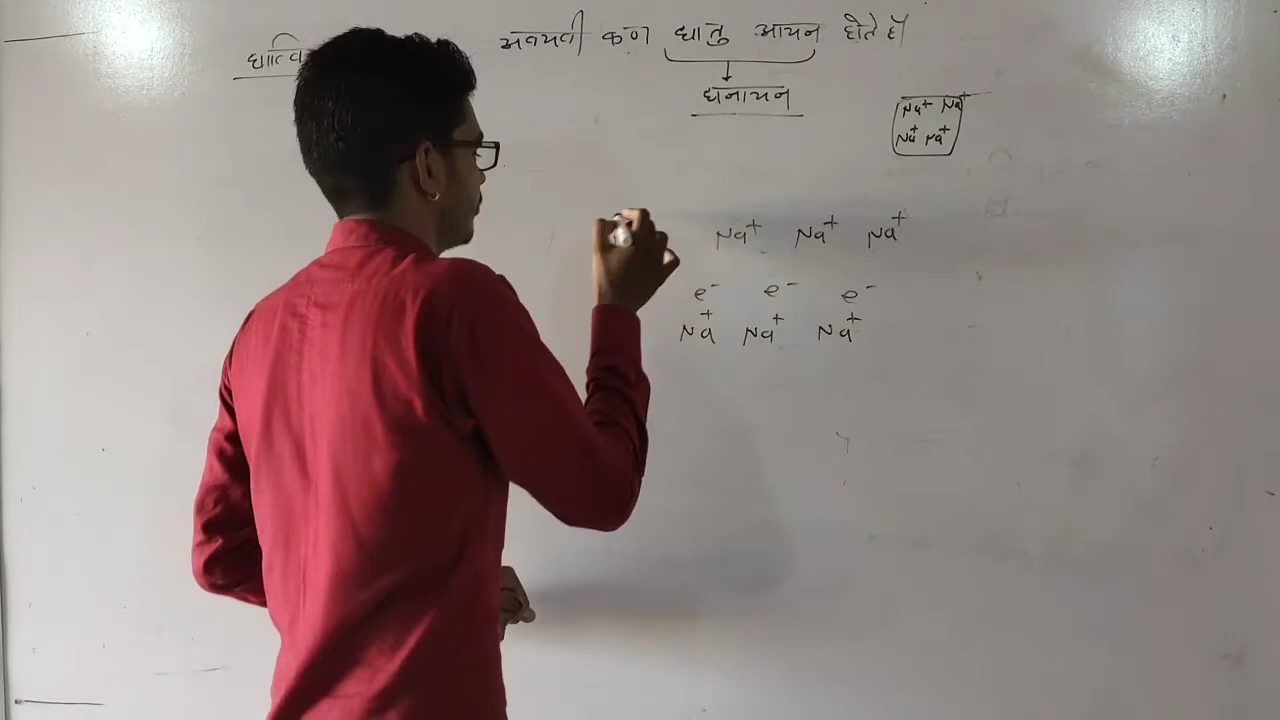 धात्वि अवयवी कण धातु आयन होते हैं
धनायन
Na⁺ Na⁺
Na⁺ Na⁺
Na⁺ Na⁺ Na⁺
e⁻ e⁻ e⁻
Na⁺ Na⁺ Na⁺